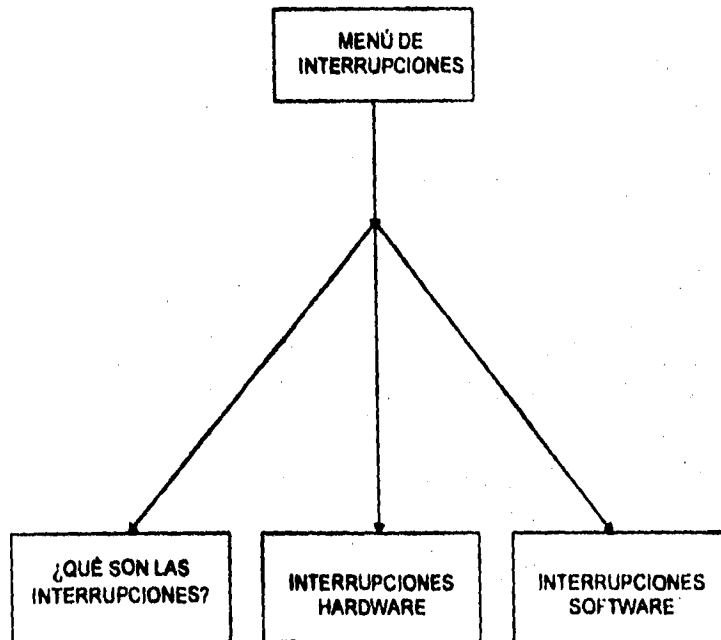 MENÚ DE
INTERRUPCIONES
¿QUÉ SON LAS
INTERRUPCIONES?
INTERRUPCIONES
HARDWARE
INTERRUPCIONES
SOFTWARE